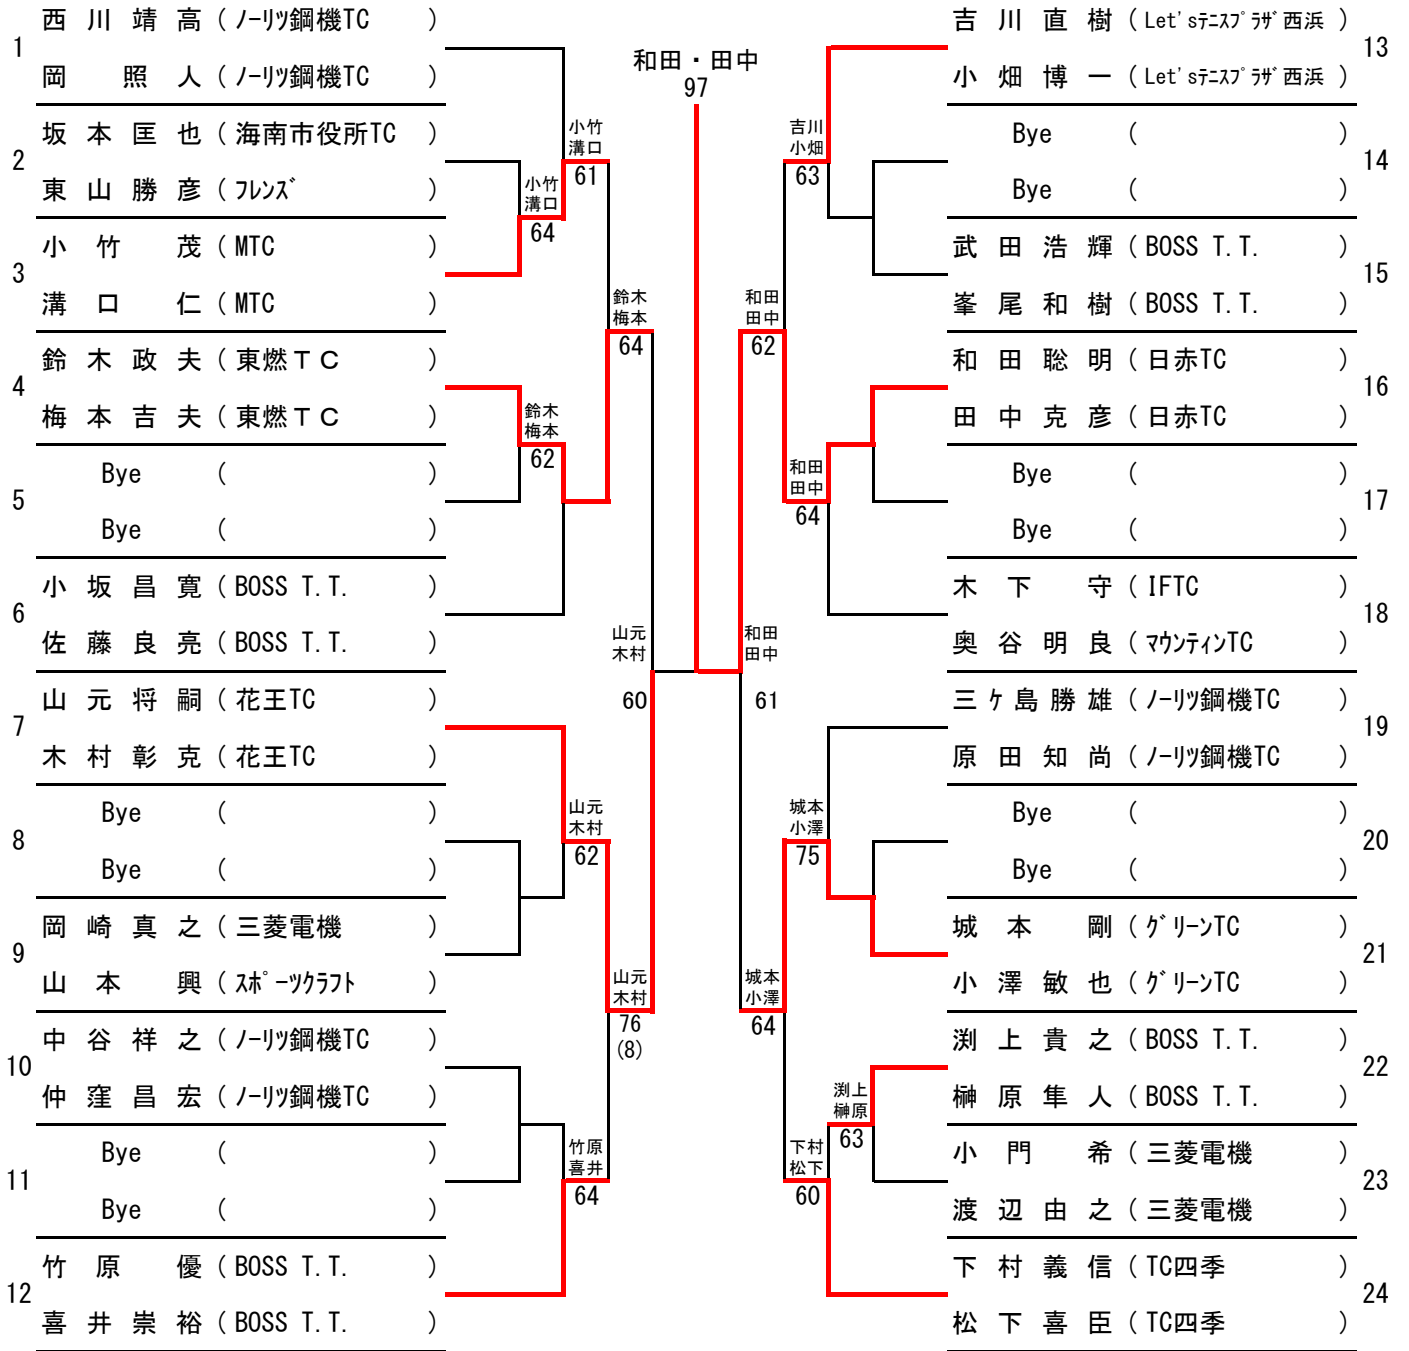 1
西川靖高(ノーリツ鋼機TC)
岡照人(ノーリツ鋼機TC)
2
坂本匡也(海南市役所TC)
東山勝彦(フレンズ)
3
小竹茂(MTC)
溝口仁(MTC)
4
鈴木政夫(東燃TC)
梅本吉夫(東燃TC)
5
Bye()
Bye()
6
小坂昌寛(BOSS T.T.)
佐藤良亮(BOSS T.T.)
7
山元将嗣(花王TC)
木村彰克(花王TC)
8
Bye()
Bye()
9
岡崎真之(三菱電機)
山本興(スポーツクラフト)
10
中谷祥之(ノーリツ鋼機TC)
仲窪昌宏(ノーリツ鋼機TC)
11
Bye()
Bye()
12
竹原優(BOSS T.T.)
喜井崇裕(BOSS T.T.)
小竹
溝口
64
鈴木
梅本
62
小竹
溝口
61
山元
木村
62
竹原
喜井
64
鈴木
梅本
64
山元
木村
76
(8)
山元
木村
60
和田・田中
97
和田
田中
61
和田
田中
62
城本
小澤
64
吉川
小畑
63
和田
田中
64
城本
小澤
75
下村
松下
60
渕上
榊原
63
吉川直樹(Let'sテニスプラザ西浜)
13
小畑博一(Let'sテニスプラザ西浜)
Bye()
14
Bye()
武田浩輝(BOSS T.T.)
15
峯尾和樹(BOSS T.T.)
和田聡明(日赤TC)
16
田中克彦(日赤TC)
Bye()
17
Bye()
木下守(IFTC)
18
奥谷明良(マウンティンTC)
三ケ島勝雄(ノーリツ鋼機TC)
19
原田知尚(ノーリツ鋼機TC)
Bye()
20
Bye()
城本剛(グリーンTC)
21
小澤敏也(グリーンTC)
渕上貴之(BOSS T.T.)
22
榊原隼人(BOSS T.T.)
小門希(三菱電機)
23
渡辺由之(三菱電機)
下村義信(TC四季)
24
松下喜臣(TC四季)